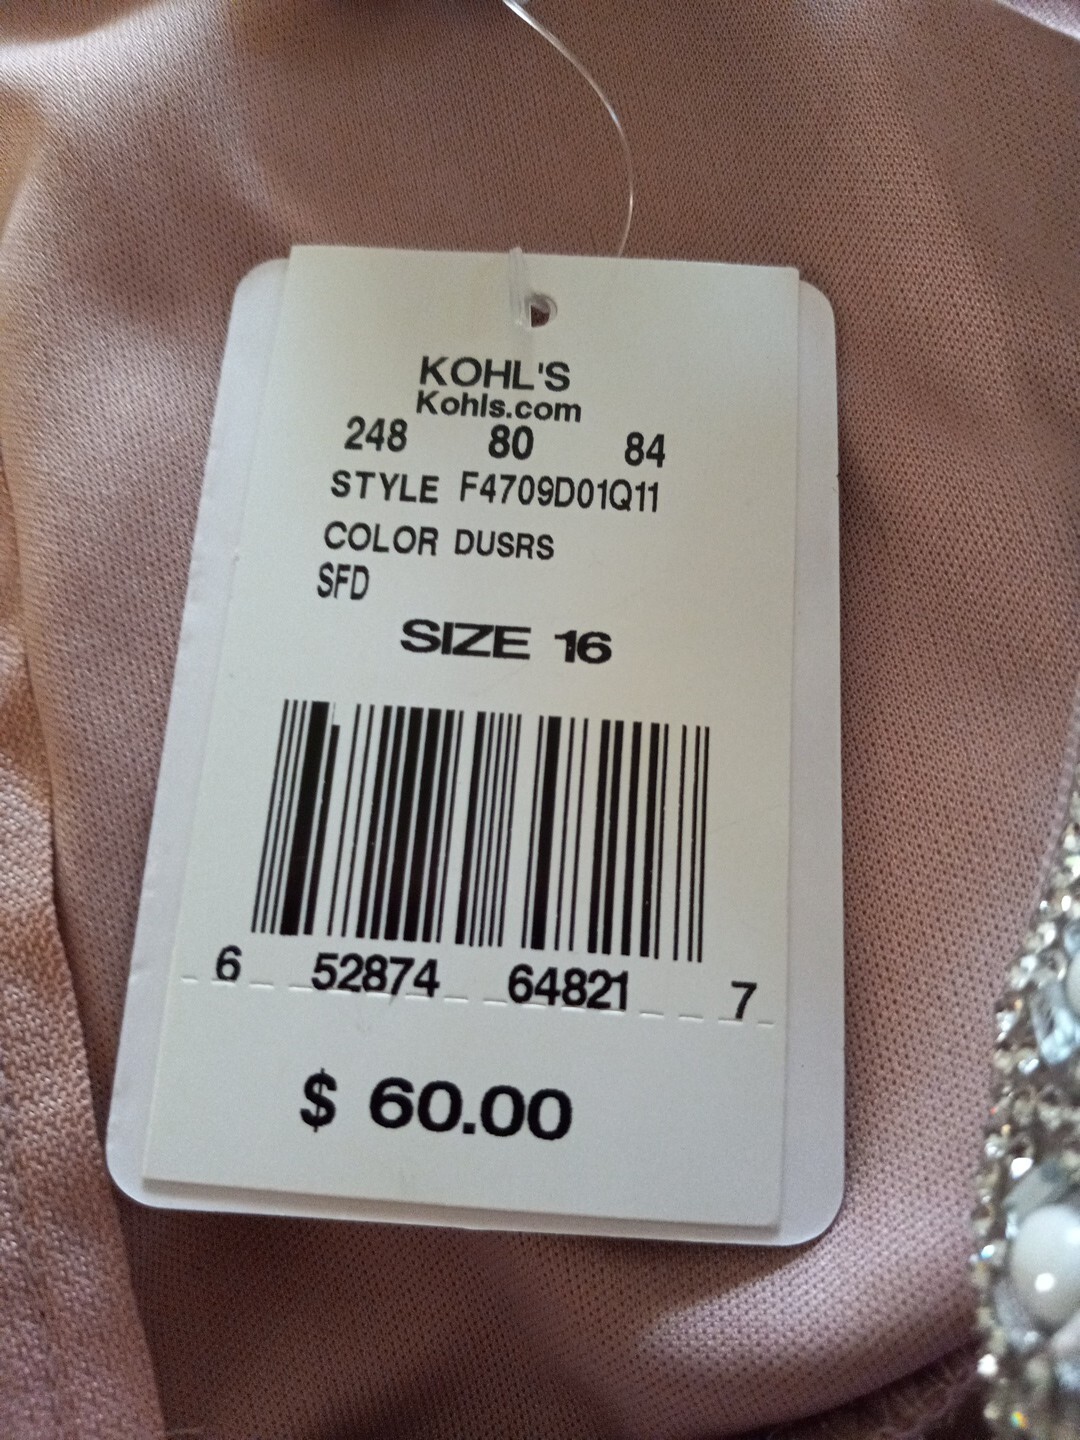 KOHL'S
Kohls.com
248 80 84
STYLE F4709D01Q11
COLOR DUSRS
SFD
SIZE 16
6 52874 64821 7
$ 60.00